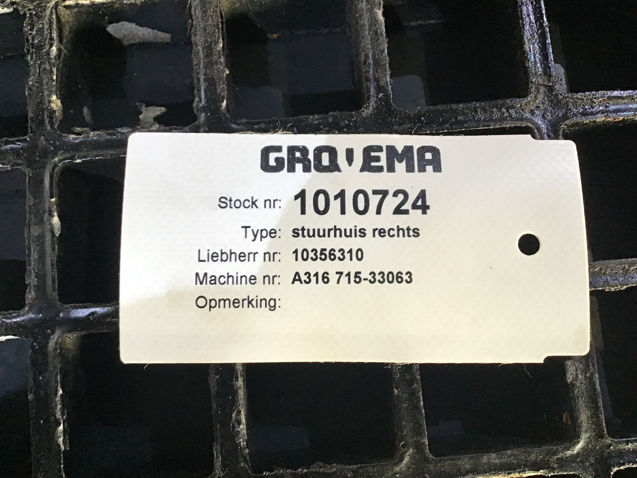 GROVEMA
Stock nr: 1010724
Type: stuurhuis rechts
Liebherr nr: 10356310
Machine nr: A316 715-33063
Opmerking: